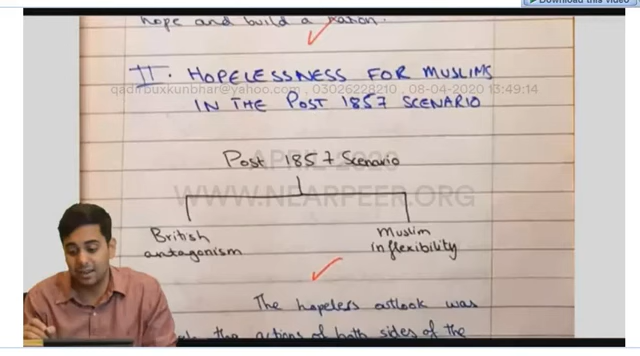 Download this video
hope and build a nation.
II. HOPELESSNESS FOR MUSLIMS
qadirbuxkunbhar@yahoo.com , 03026228210 , 08-04-2020 13:49:14
IN THE POST 1857 SCENARIO
Post 1857 Scenario
APRIL 2020
WWW.NEARPEER.ORG
British
antagonism
Muslim
inflexibility
The hopeless outlook was
the actions of both sides of the